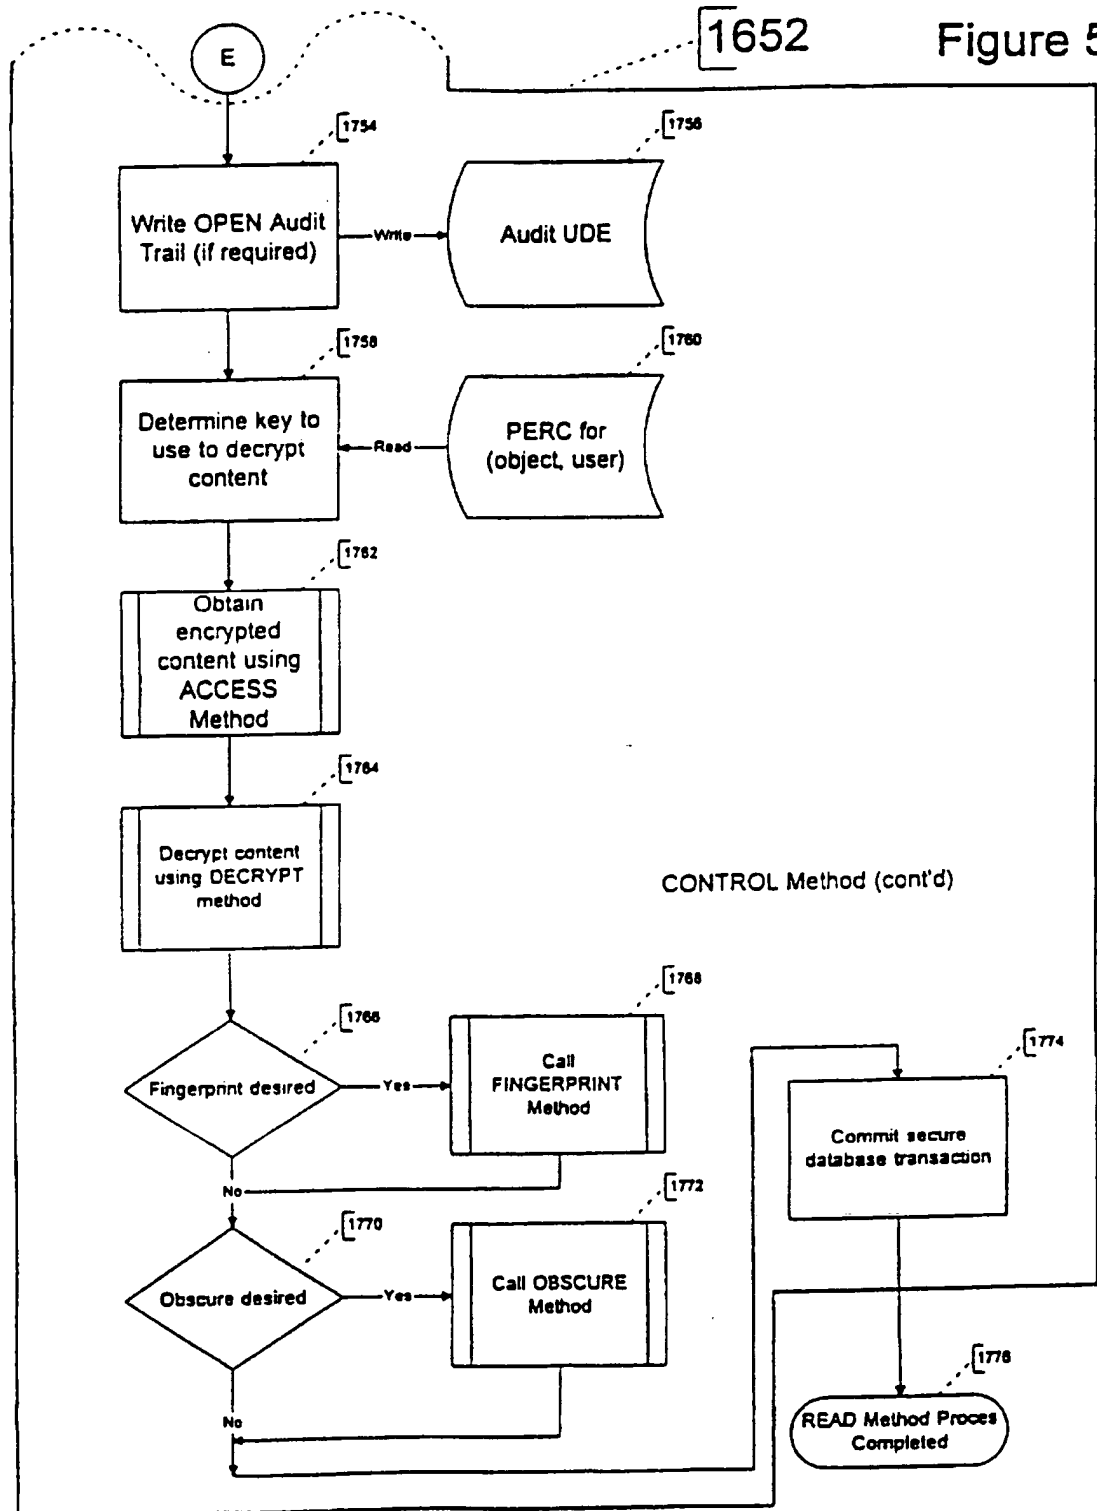 E
1652
Figure 5
1754
1756
Write OPEN Audit
Trail (if required)
Write
Audit UDE
1758
1760
Determine key to
use to decrypt
content
Read
PERC for
(object, user)
1762
Obtain
encrypted
content using
ACCESS
Method
1764
Decrypt content
using DECRYPT
method
CONTROL Method (cont'd)
1766
1768
Fingerprint desired
Yes
Call
FINGERPRINT
Method
1774
Commit secure
database transaction
No
1770
1772
Obscure desired
Yes
Call OBSCURE
Method
1776
No
READ Method Proces
Completed